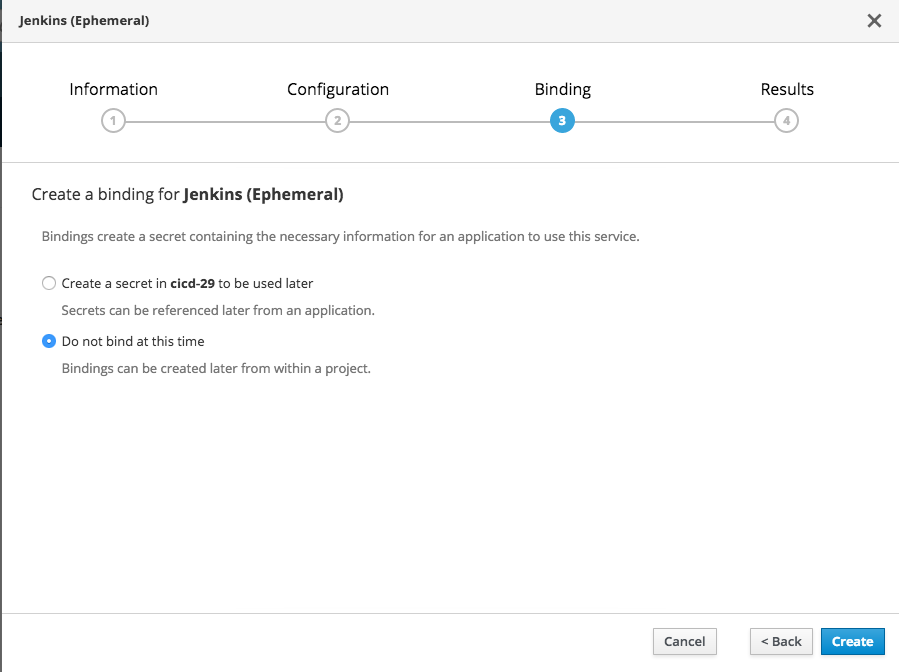 Jenkins (Ephemeral)
Information
Configuration
Binding
Results
1
2
3
4
Create a binding for Jenkins (Ephemeral)
Bindings create a secret containing the necessary information for an application to use this service.
Create a secret in cicd-29 to be used later
Secrets can be referenced later from an application.
Do not bind at this time
Bindings can be created later from within a project.
Cancel
< Back
Create